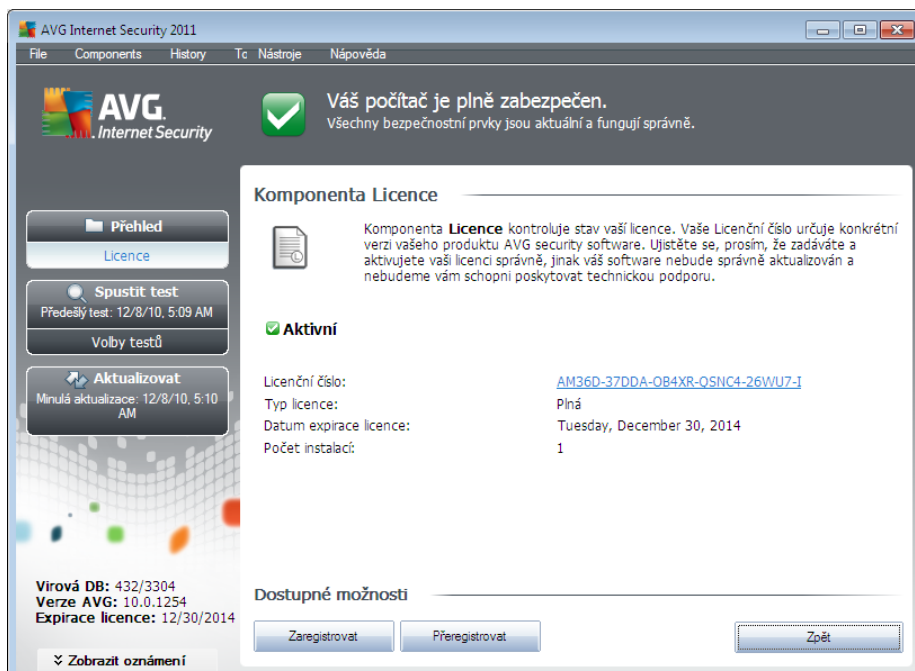 AVG Internet Security 2011
File Components History Tc Nástroje Nápověda
AVG.
Internet Security
Váš počítač je plně zabezpečen.
Všechny bezpečnostní prvky jsou aktuální a fungují správně.
Přehled
Licence
Spustit test
Předešlý test: 12/8/10, 5:09 AM
Volby testů
Aktualizovat
Minulá aktualizace: 12/8/10, 5:10
AM
Virová DB: 432/3304
Verze AVG: 10.0.1254
Expirace licence: 12/30/2014
Zobrazit oznámení
Komponenta Licence
Komponenta Licence kontroluje stav vaší licence. Vaše Licenční číslo určuje konkrétní
verzi vašeho produktu AVG security software. Ujistěte se, prosím, že zadáváte a
aktivujete vaši licenci správně, jinak váš software nebude správně aktualizován a
nebudeme vám schopni poskytovat technickou podporu.
Aktivní
Licenční číslo: AM36D-37DDA-OB4XR-QSNC4-26WU7-I
Typ licence: Plná
Datum expirace licence: Tuesday, December 30, 2014
Počet instalací: 1
Dostupné možnosti
Zaregistrovat Přeregistrovat Zpět